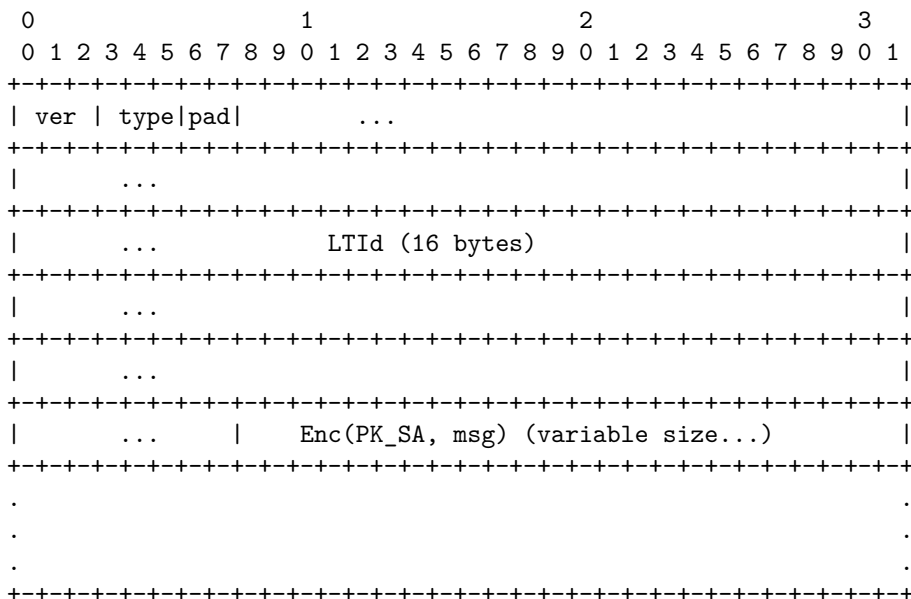 0                   1                   2                   3
0 1 2 3 4 5 6 7 8 9 0 1 2 3 4 5 6 7 8 9 0 1 2 3 4 5 6 7 8 9 0 1
+-+-+-+-+-+-+-+-+-+-+-+-+-+-+-+-+-+-+-+-+-+-+-+-+-+-+-+-+-+-+-+-+
| ver | type|pad|        ...                                    |
+-+-+-+-+-+-+-+-+-+-+-+-+-+-+-+-+-+-+-+-+-+-+-+-+-+-+-+-+-+-+-+-+
|       ...                                                     |
+-+-+-+-+-+-+-+-+-+-+-+-+-+-+-+-+-+-+-+-+-+-+-+-+-+-+-+-+-+-+-+-+
|       ...            LTId (16 bytes)                          |
+-+-+-+-+-+-+-+-+-+-+-+-+-+-+-+-+-+-+-+-+-+-+-+-+-+-+-+-+-+-+-+-+
|       ...                                                     |
+-+-+-+-+-+-+-+-+-+-+-+-+-+-+-+-+-+-+-+-+-+-+-+-+-+-+-+-+-+-+-+-+
|       ...                                                     |
+-+-+-+-+-+-+-+-+-+-+-+-+-+-+-+-+-+-+-+-+-+-+-+-+-+-+-+-+-+-+-+-+
|       ...     |    Enc(PK_SA, msg) (variable size...)         |
+-+-+-+-+-+-+-+-+-+-+-+-+-+-+-+-+-+-+-+-+-+-+-+-+-+-+-+-+-+-+-+-+
.                                                               .
.                                                               .
.                                                               .
+-+-+-+-+-+-+-+-+-+-+-+-+-+-+-+-+-+-+-+-+-+-+-+-+-+-+-+-+-+-+-+-+